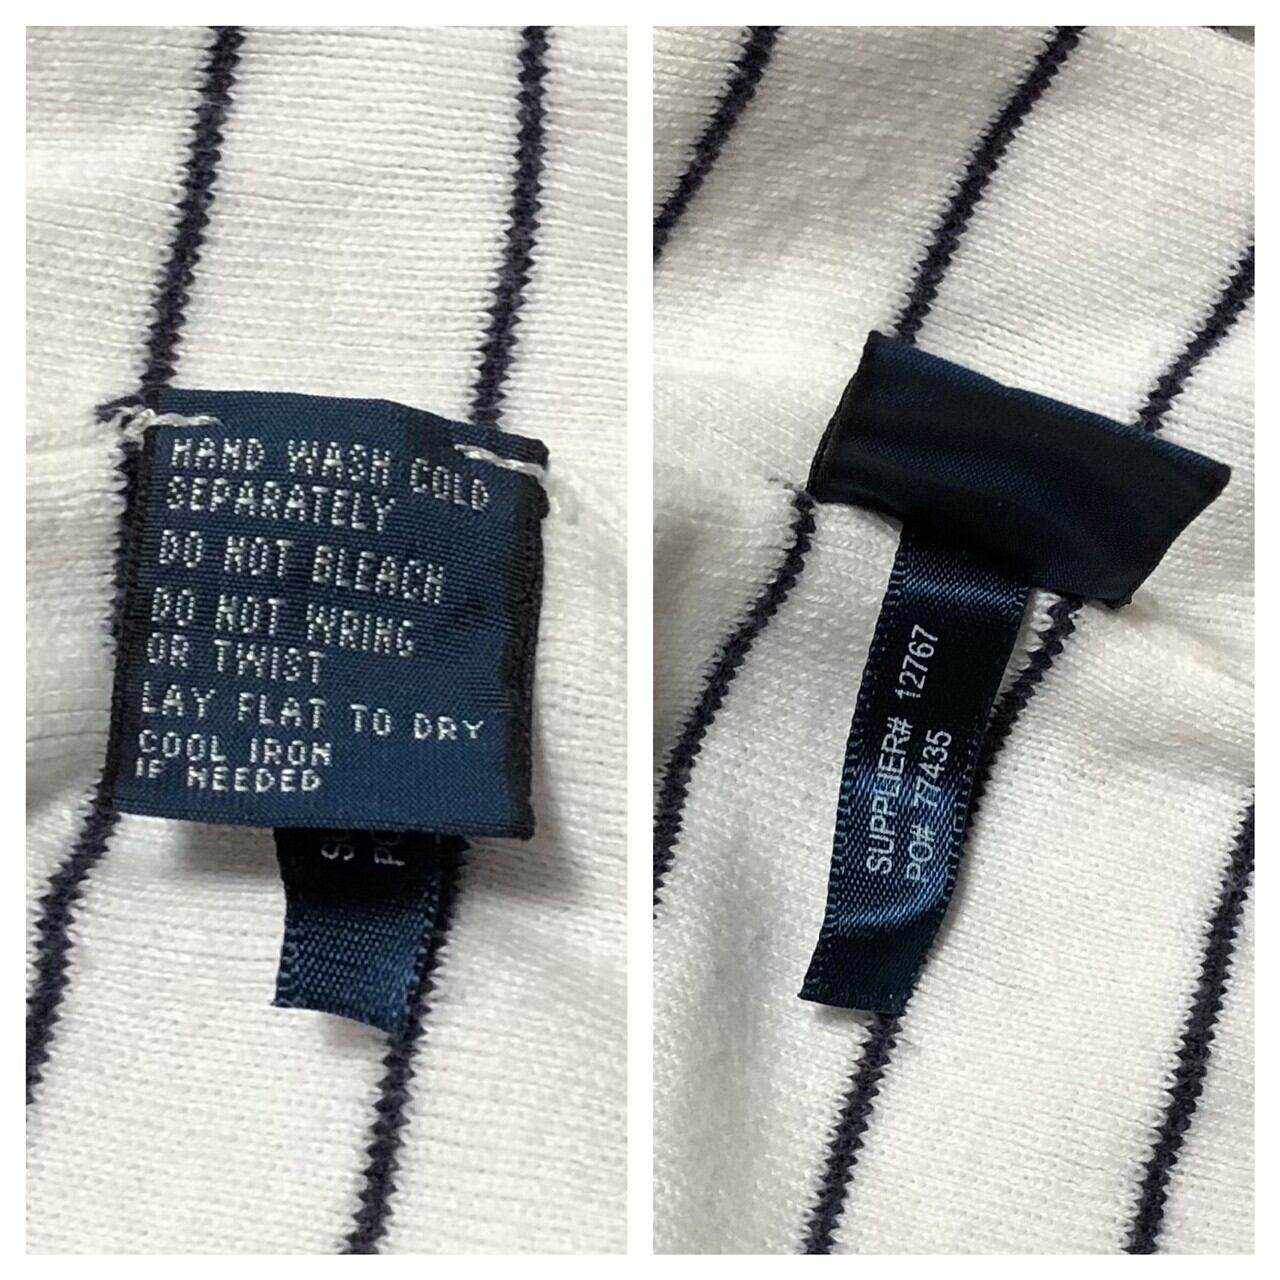 HAND WASH COLD
SEPARATELY
DO NOT BLEACH
DO NOT WRING
OR TWIST
LAY FLAT TO DRY
COOL IRON
IF NEEDED
SUPPLIER# 12767
PO# 77435